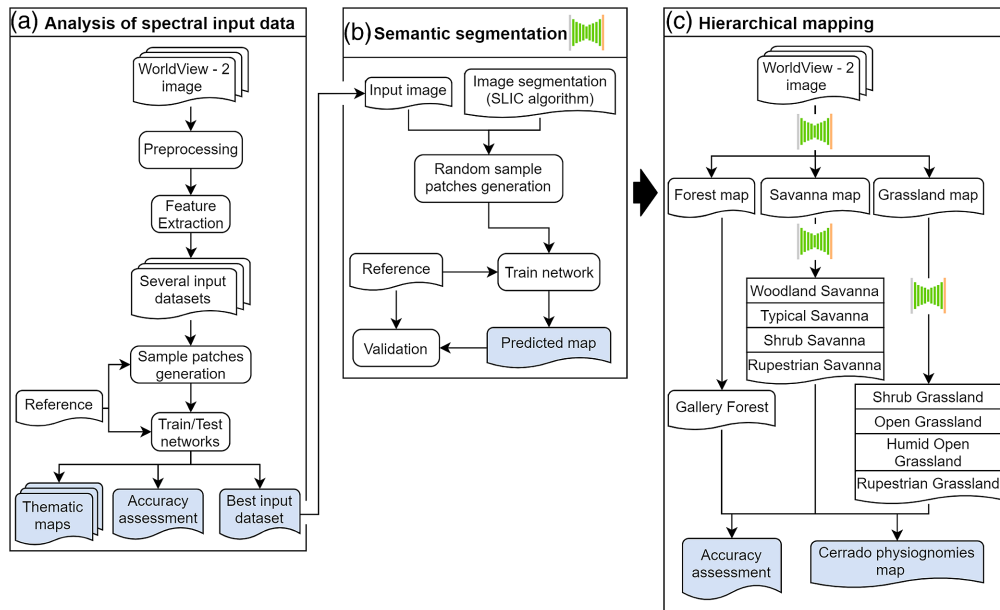 (a) Analysis of spectral input data
WorldView - 2
image
Preprocessing
Feature
Extraction
Several input
datasets
Sample patches
generation
Reference
Train/Test
networks
Thematic
maps
Accuracy
assessment
Best input
dataset
(b) Semantic segmentation
Input image
Image segmentation
(SLIC algorithm)
Random sample
patches generation
Reference
Train network
Validation
Predicted map
(c) Hierarchical mapping
WorldView - 2
image
Forest map
Savanna map
Grassland map
Woodland Savanna
Typical Savanna
Shrub Savanna
Rupestrian Savanna
Gallery Forest
Shrub Grassland
Open Grassland
Humid Open
Grassland
Rupestrian Grassland
Accuracy
assessment
Cerrado physiognomies
map